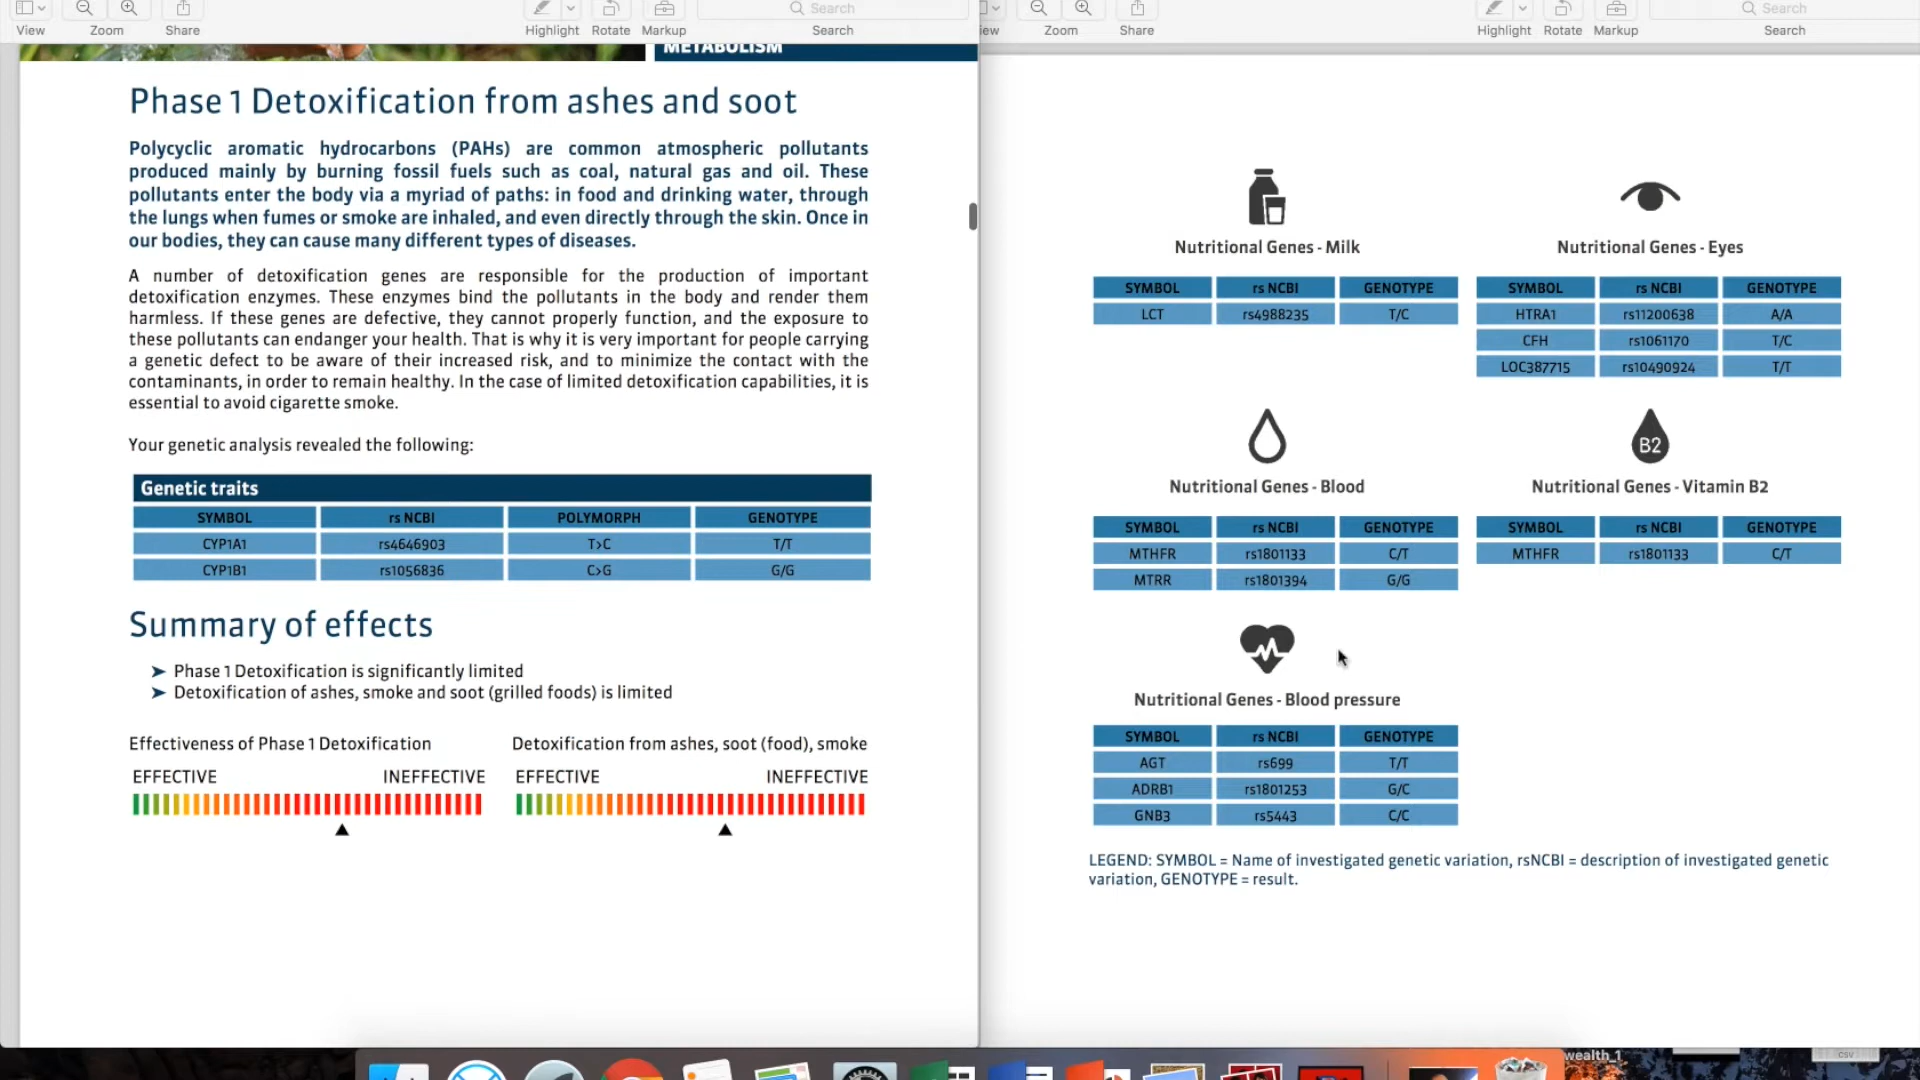 View
Zoom
Share
Highlight
Rotate
Markup
Search
Search
METABOLISM
Phase 1 Detoxification from ashes and soot
Polycyclic aromatic hydrocarbons (PAHs) are common atmospheric pollutants
produced mainly by burning fossil fuels such as coal, natural gas and oil. These
pollutants enter the body via a myriad of paths: in food and drinking water, through
the lungs when fumes or smoke are inhaled, and even directly through the skin. Once in
our bodies, they can cause many different types of diseases.
A number of detoxification genes are responsible for the production of important
detoxification enzymes. These enzymes bind the pollutants in the body and render them
harmless. If these genes are defective, they cannot properly function, and the exposure to
these pollutants can endanger your health. That is why it is very important for people carrying
a genetic defect to be aware of their increased risk, and to minimize the contact with the
contaminants, in order to remain healthy. In the case of limited detoxification capabilities, it is
essential to avoid cigarette smoke.
Your genetic analysis revealed the following:
Genetic traits
SYMBOL rs NCBI POLYMORPH GENOTYPE
CYP1A1 rs4646903 T>C T/T
CYP1B1 rs1056836 C>G G/G
Summary of effects
➤ Phase 1 Detoxification is significantly limited
➤ Detoxification of ashes, smoke and soot (grilled foods) is limited
Effectiveness of Phase 1 Detoxification
EFFECTIVE INEFFECTIVE
Detoxification from ashes, soot (food), smoke
EFFECTIVE INEFFECTIVE
iew
Zoom
Share
Highlight
Rotate
Markup
Search
Search
Nutritional Genes - Milk
SYMBOL rs NCBI GENOTYPE
LCT rs4988235 T/C
Nutritional Genes - Eyes
SYMBOL rs NCBI GENOTYPE
HTRA1 rs11200638 A/A
CFH rs1061170 T/C
LOC387715 rs10490924 T/T
Nutritional Genes - Blood
SYMBOL rs NCBI GENOTYPE
MTHFR rs1801133 C/T
MTRR rs1801394 G/G
B2
Nutritional Genes - Vitamin B2
SYMBOL rs NCBI GENOTYPE
MTHFR rs1801133 C/T
Nutritional Genes - Blood pressure
SYMBOL rs NCBI GENOTYPE
AGT rs699 T/T
ADRB1 rs1801253 G/C
GNB3 rs5443 C/C
LEGEND: SYMBOL = Name of investigated genetic variation, rsNCBI = description of investigated genetic
variation, GENOTYPE = result.
wealth_1
csv